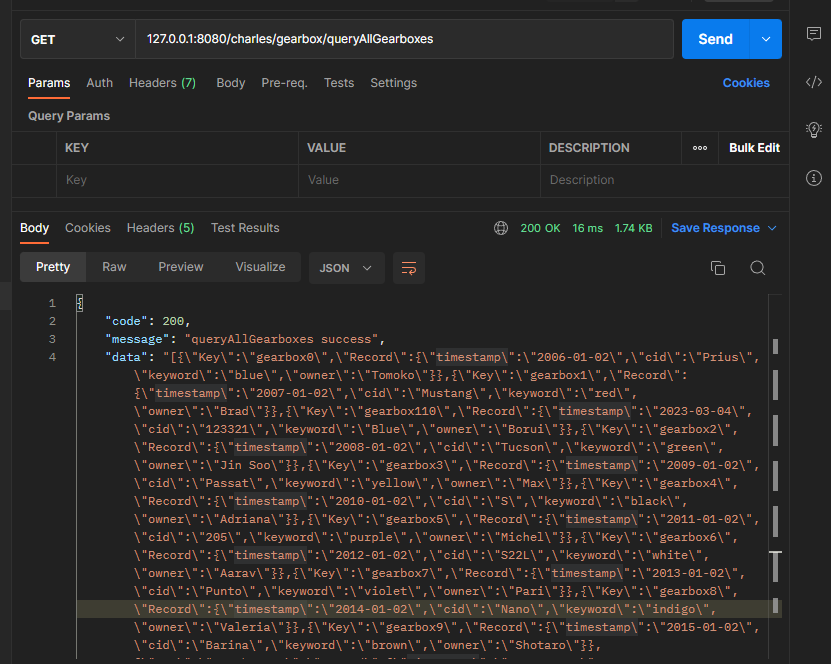 GET 127.0.0.1:8080/charles/gearbox/queryAllGearboxes Send
Params Auth Headers (7) Body Pre-req. Tests Settings Cookies
Query Params
KEY VALUE DESCRIPTION ••• Bulk Edit
Key Value Description
Body Cookies Headers (5) Test Results 200 OK 16 ms 1.74 KB Save Response
Pretty Raw Preview Visualize JSON
1 {
2 "code": 200,
3 "message": "queryAllGearboxes success",
4 "data": "[{\"Key\":\"gearbox0\",\"Record\":{\"timestamp\":\"2006-01-02\",\"cid\":\"Prius\",
\"keyword\":\"blue\",\"owner\":\"Tomoko\"}},{\"Key\":\"gearbox1\",\"Record\":
{\"timestamp\":\"2007-01-02\",\"cid\":\"Mustang\",\"keyword\":\"red\",
\"owner\":\"Brad\"}},{\"Key\":\"gearbox110\",\"Record\":{\"timestamp\":\"2023-03-04\",
\"cid\":\"123321\",\"keyword\":\"Blue\",\"owner\":\"Borui\"}},{\"Key\":\"gearbox2\",
\"Record\":{\"timestamp\":\"2008-01-02\",\"cid\":\"Tucson\",\"keyword\":\"green\",
\"owner\":\"Jin Soo\"}},{\"Key\":\"gearbox3\",\"Record\":{\"timestamp\":\"2009-01-02\",
\"cid\":\"Passat\",\"keyword\":\"yellow\",\"owner\":\"Max\"}},{\"Key\":\"gearbox4\",
\"Record\":{\"timestamp\":\"2010-01-02\",\"cid\":\"S\",\"keyword\":\"black\",
\"owner\":\"Adriana\"}},{\"Key\":\"gearbox5\",\"Record\":{\"timestamp\":\"2011-01-02\",
\"cid\":\"205\",\"keyword\":\"purple\",\"owner\":\"Michel\"}},{\"Key\":\"gearbox6\",
\"Record\":{\"timestamp\":\"2012-01-02\",\"cid\":\"S22L\",\"keyword\":\"white\",
\"owner\":\"Aarav\"}},{\"Key\":\"gearbox7\",\"Record\":{\"timestamp\":\"2013-01-02\",
\"cid\":\"Punto\",\"keyword\":\"violet\",\"owner\":\"Pari\"}},{\"Key\":\"gearbox8\",
\"Record\":{\"timestamp\":\"2014-01-02\",\"cid\":\"Nano\",\"keyword\":\"indigo\",
\"owner\":\"Valeria\"}},{\"Key\":\"gearbox9\",\"Record\":{\"timestamp\":\"2015-01-02\",
\"cid\":\"Barina\",\"keyword\":\"brown\",\"owner\":\"Shotaro\"}},